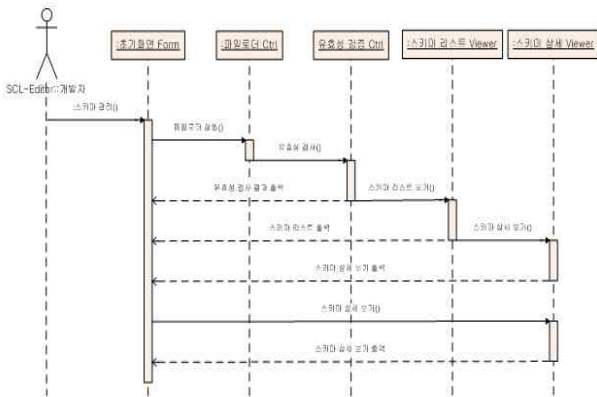 :초기화면 Form
:파일로더 Ctrl
유효성 검증 Ctrl
:스키마 리스트 Viewer
:스키마 상세 Viewer
SCL-Editor::개발자
:스키마 관리()
파일로더 실행()
유효성 검사()
유효성 검사 결과 출력
스키마 리스트 보기()
스키마 리스트 출력
스키마 상세 보기()
스키마 상세 보기 출력
스키마 상세 보기()
스키마 상세 보기 출력